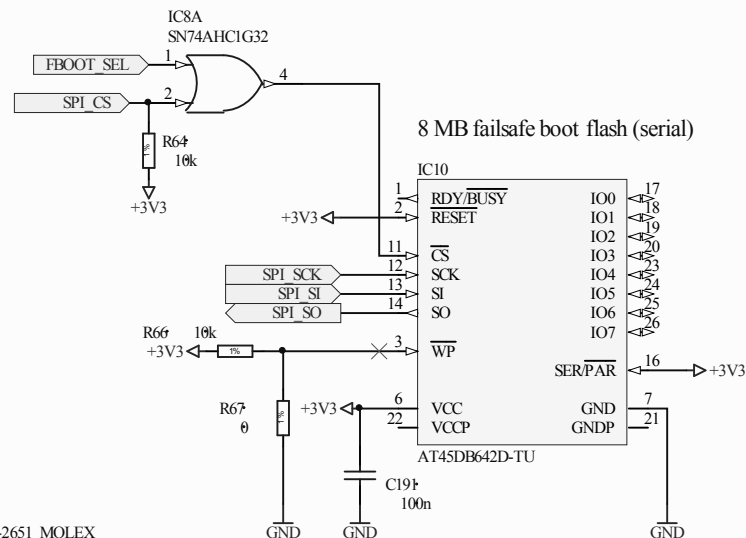 IC8A
SN74AHC1G32
FBOOT_SEL 1
4
SPI_CS 2
R64
10k
1%
+3V3
8 MB failsafe boot flash (serial)
IC10
1 RDY/BUSY IO0 17
+3V3 2 RESET IO1 18
IO2 19
11 CS IO3 20
SPI_SCK 12 SCK IO4 23
SPI_SI 13 SI IO5 24
SPI_SO 14 SO IO6 25
IO7 26
R66 10k
+3V3 1% 3 WP
SER/PAR 16 +3V3
R67
0
1%
+3V3 6 VCC GND 7
22 VCCP GNDP 21
AT45DB642D-TU
C191
100n
GND GND GND
-2651 MOLEX